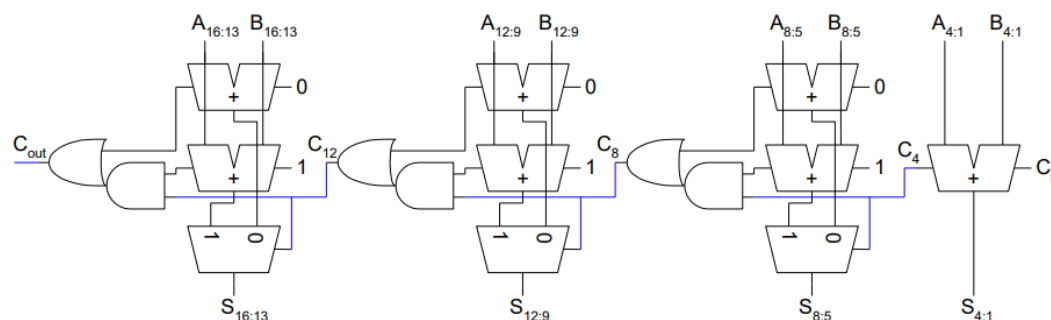 A16:13 B16:13 A12:9 B12:9 A8:5 B8:5 A4:1 B4:1
0 0 0
+ + +
Cout C12 C8 C4 C
1 1 1
+ + + +
1 0 1 0 1 0
S16:13 S12:9 S8:5 S4:1